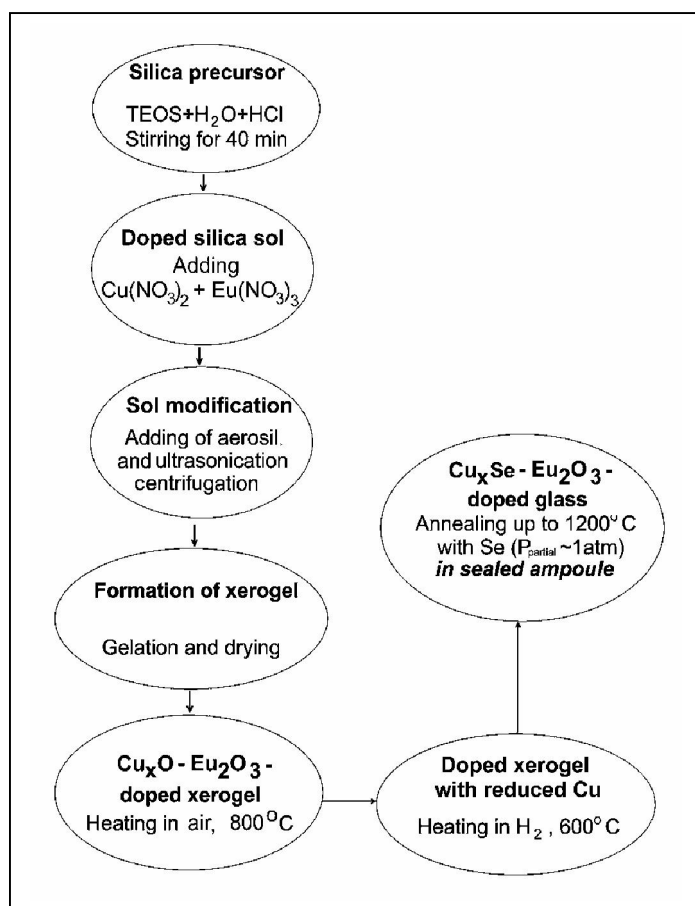 Silica precursor
TEOS+H₂O+HCl
Stirring for 40 min
Doped silica sol
Adding
Cu(NO₃)₂ + Eu(NO₃)₃
Sol modification
Adding of aerosil.
and ultrasonication
centrifugation
Formation of xerogel
Gelation and drying
CuₓO - Eu₂O₃ -
doped xerogel
Heating in air, 800°C
Doped xerogel
with reduced Cu
Heating in H₂ , 600°C
CuₓSe - Eu₂O₃ -
doped glass
Annealing up to 1200°C
with Se (Pₚₐᵣₜᵢₐₗ ~1atm)
in sealed ampoule